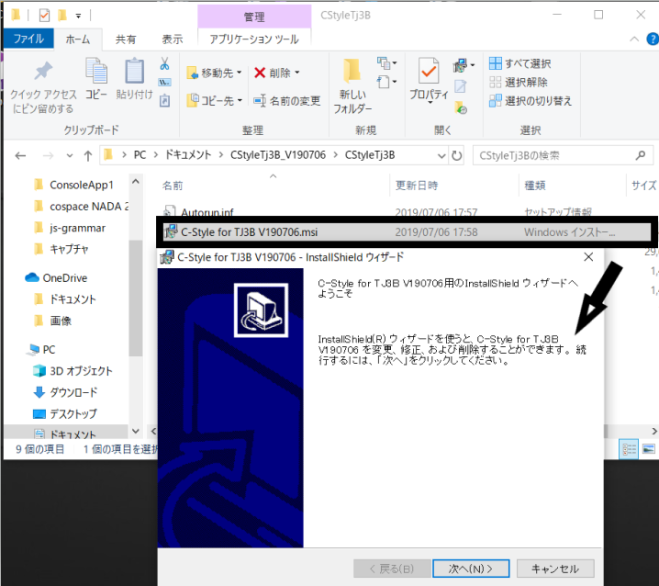 管理
CStyleTj3B
ファイル
ホーム
共有
表示
アプリケーション ツール
クイック アクセス
にピン留めする
コピー
貼り付け
移動先
コピー先
削除
名前の変更
新しい
フォルダー
プロパティ
すべて選択
選択解除
選択の切り替え
クリップボード
整理
新規
開く
選択
PC > ドキュメント > CStyleTj3B_V190706 > CStyleTj3B
CStyleTj3Bの検索
名前
更新日時
種類
サイズ
ConsoleApp1
cospace NADA 2
js-grammar
キャプチャ
OneDrive
ドキュメント
画像
PC
3D オブジェクト
ダウンロード
デスクトップ
ドキュメント
Autorun.inf
2019/07/06 17:57
セットアップ情報
C-Style for TJ3B V190706.msi
2019/07/06 17:58
Windows インストー...
C-Style for TJ3B V190706 - InstallShield ウィザード
C-Style for TJ3B V190706用のInstallShield ウィザードへ
ようこそ
InstallShield(R) ウィザードを使うと、C-Style for TJ3B
V190706 を変更、修正、および削除することができます。続
行するには、「次へ」をクリックしてください。
9 個の項目
1 個の項目を選択
< 戻る(B)
次へ(N) >
キャンセル